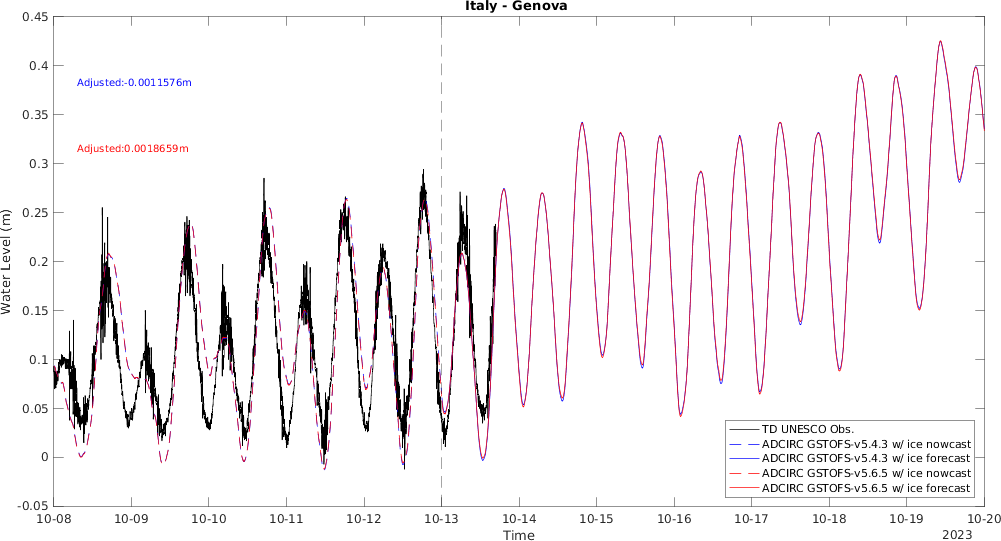 Italy - Genova
0.45
0.4
0.35
0.3
0.25
0.2
0.15
0.1
0.05
0
-0.05
Water Level (m)
Adjusted:-0.0011576m
Adjusted:0.0018659m
TD UNESCO Obs.
ADCIRC GSTOFS-v5.4.3 w/ ice nowcast
ADCIRC GSTOFS-v5.4.3 w/ ice forecast
ADCIRC GSTOFS-v5.6.5 w/ ice nowcast
ADCIRC GSTOFS-v5.6.5 w/ ice forecast
10-08 10-09 10-10 10-11 10-12 10-13 10-14 10-15 10-16 10-17 10-18 10-19 10-20
Time
2023